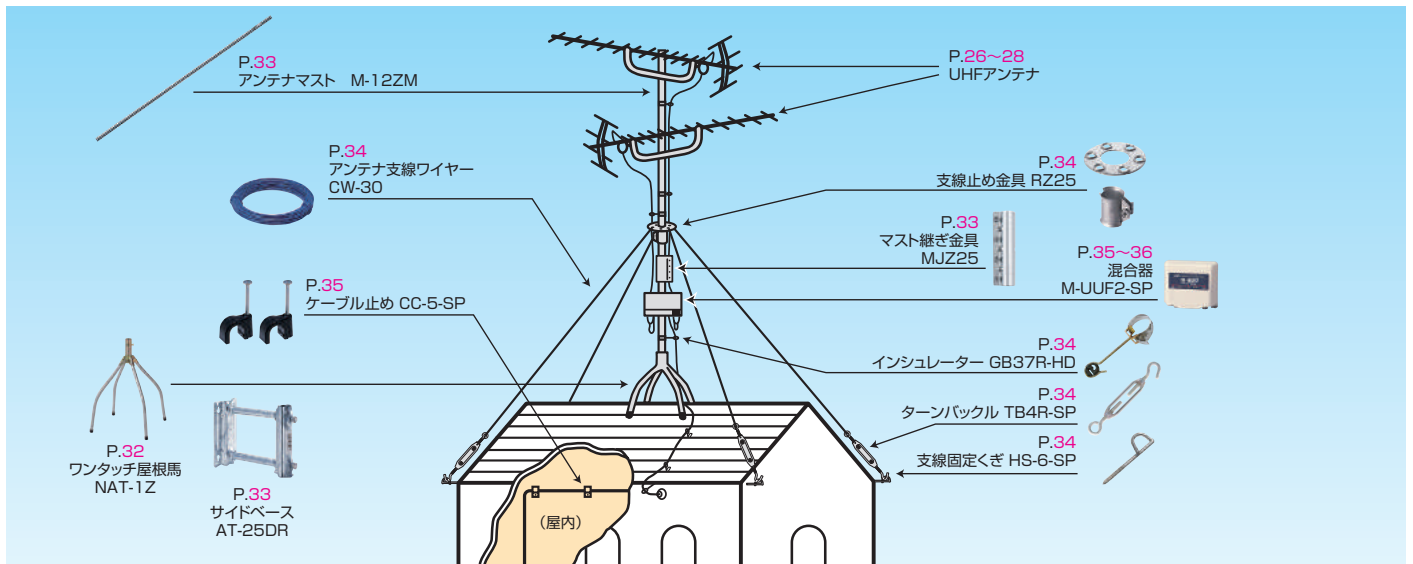 P.33
アンテナマスト M-12ZM
P.26～28
UHFアンテナ
P.34
アンテナ支線ワイヤー
CW-30
P.34
支線止め金具 RZ25
P.33
マスト継ぎ金具
MJZ25
P.35～36
混合器
M-UUF2-SP
P.35
ケーブル止め CC-5-SP
P.34
インシュレーター GB37R-HD
P.34
ターンバックル TB4R-SP
P.34
支線固定くぎ HS-6-SP
P.32
ワンタッチ屋根馬
NAT-1Z
P.33
サイドベース
AT-25DR
（屋内）